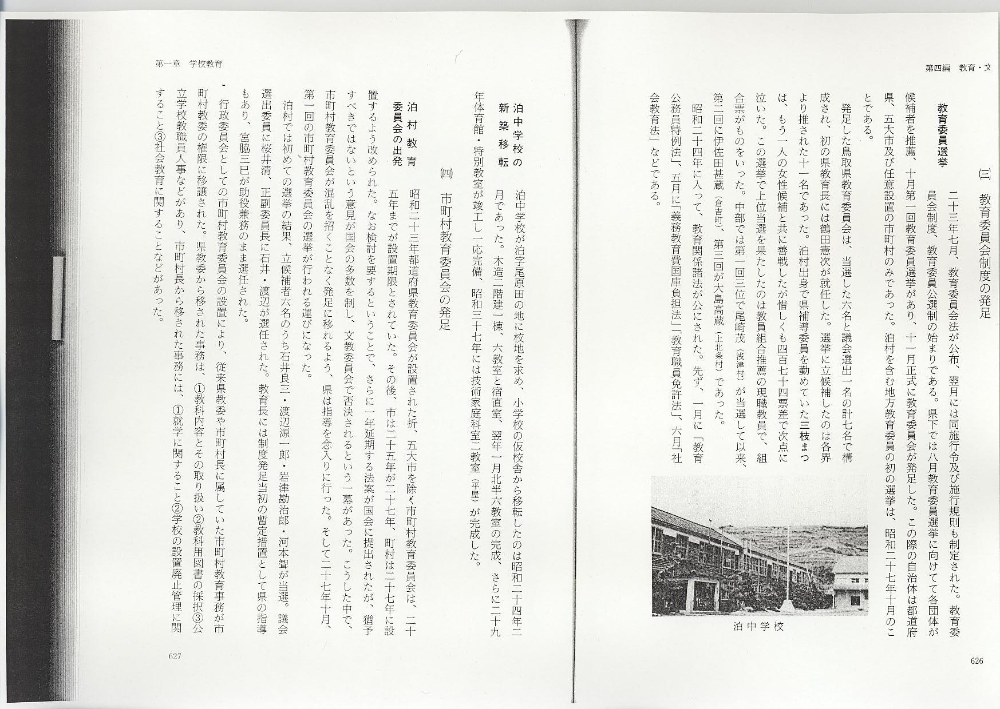 第四編　教育・文
㈢　教育委員会制度の発足
教育委員選挙
二十三年七月、教育委員会法が公布、翌月には同施行令及び施行規則も制定された。教育委
員会制度、教育委員公選制の始まりである。県下では八月教育委員選挙に向けてて各団体が
候補者を推薦、十月第一回教育委員選挙があり、十一月正式に教育委員会が発足した。この際の自治体は都道府
県、五大市及び任意設置の市町村のみであった。泊村を含む地方教育委員の初の選挙は、昭和二十七年十月のこ
とである。
発足した鳥取県教育委員会は、当選した六名と議会選出一名の計七名で構
成され、初の県教育長には鶴田憲次が就任した。選挙に立候補したのは各界
より推された十一名であった。泊村出身で県補導委員を勤めていた三枝まつ
は、もう一人の女性候補と共に善戦したが惜しくも四百七十四票差で次点に
泣いた。この選挙で上位当選を果たしたのは教員組合推薦の現職教員で、組
合票がものをいった。中部では第一回三位で尾崎茂（浅津村）が当選して以来、
第二回に伊佐田甚蔵（倉吉町）、第三回が大島高蔵（上北条村）であった。
昭和二十四年に入って、教育関係諸法が公にされた。先ず、一月に「教育
公務員特例法」、五月に「義務教育費国庫負担法」「教育職員免許法」、六月「社
会教育法」などである。
泊中学校
626
泊中学校の
新築移転
泊中学校が泊字尾原田の地に校地を求め、小学校の仮校舎から移転したのは昭和二十四年二
月であった。木造二階建一棟、六教室と宿直室、翌年一月北半六教室の完成、さらに二十九
年体育館・特別教室が竣工し一応完備、昭和三十七年には技術家庭科室二教室（平屋）が完成した。
㈣　市町村教育委員会の発足
泊村教育
委員会の出発
昭和二十三年都道府県教育委員会が設置された折、五大市を除く市町村教育委員会は、二十
五年までが設置期限とされていた。その後、市は二十五年が二十七年、町村は二十七年に設
置するよう改められた。なお検討を要するということで、さらに一年延期する法案が国会に提出されたが、猶予
すべきではないという意見が国会の多数を制し、文教委員会で否決されるという一幕があった。こうした中で、
市町村教育委員会が混乱を招くことなく発足に移れるよう、県は指導を念入りに行った。そして二十七年十月、
第一回の市町村教育委員会の選挙が行われる運びになった。
泊村では初めての選挙の結果、立候補者六名のうち石井良三・渡辺源一郎・岩津勘治郎・河本聟が当選。議会
選出委員に桜井清、正副委員長に石井・渡辺が選任された。教育長には制度発足当初の暫定措置として県の指導
もあり、宮脇三巳が助役兼務のまま選任された。
行政委員会としての市町村教育委員会の設置により、従来県教委や市町村長に属していた市町村教育事務が市
町村教委の権限に移譲された。県教委から移された事務は、①教科内容とその取り扱い②教科用図書の採択③公
立学校教職員人事などがあり、市町村長から移された事務には、①就学に関すること②学校の設置廃止管理に関
すること③社会教育に関することなどがあった。
第一章　学校教育
627